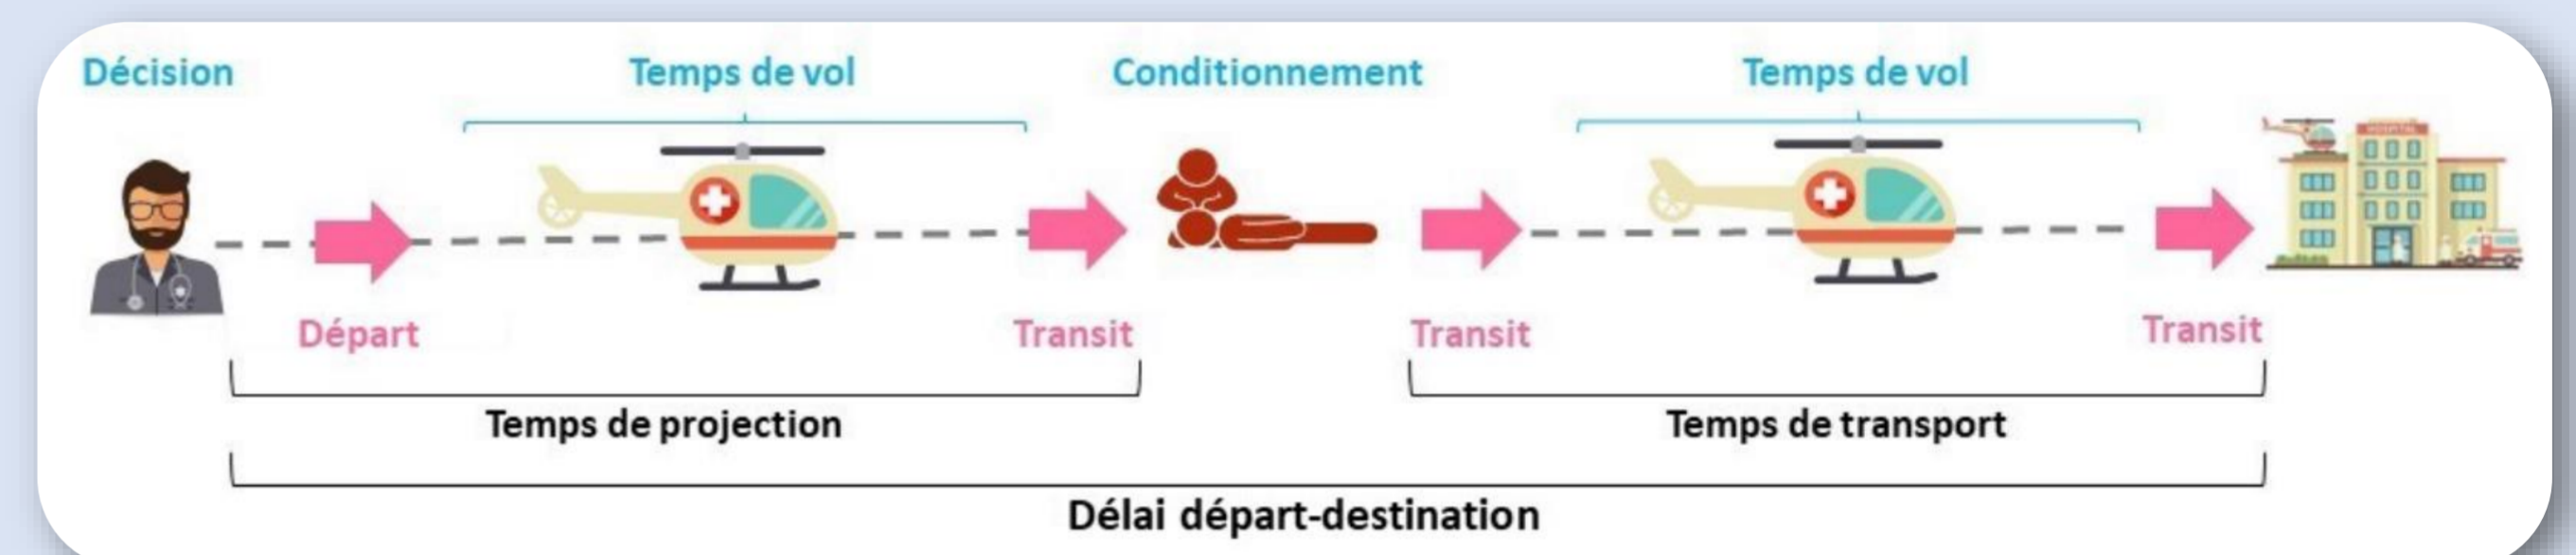 Décision
Temps de vol
Conditionnement
Temps de vol
HOSPITAL
Départ
Transit
Transit
Transit
Temps de projection
Temps de transport
Délai départ-destination